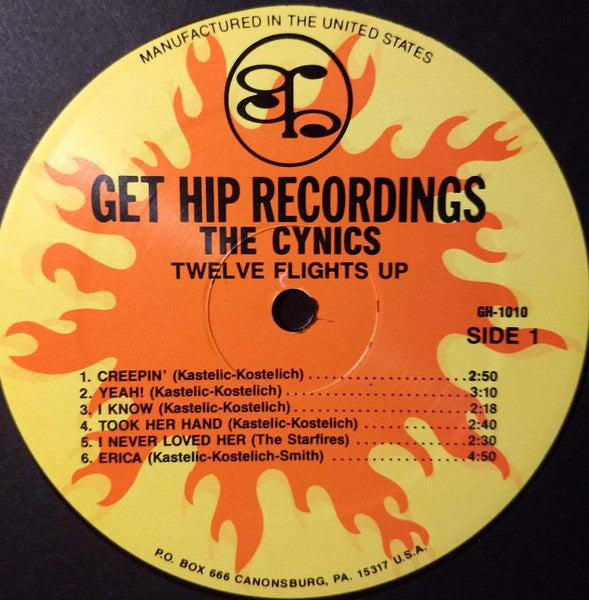 MANUFACTURED IN THE UNITED STATES
GET HIP RECORDINGS
THE CYNICS
TWELVE FLIGHTS UP
GH-1010
SIDE 1
1. CREEPIN' (Kastelic-Kostelich) ......................2:50
2. YEAH! (Kastelic-Kostelich) .........................3:10
3. I KNOW (Kastelic-Kostelich) ........................2:18
4. TOOK HER HAND (Kastelic-Kostelich) ..............2:40
5. I NEVER LOVED HER (The Starfires) ................2:30
6. ERICA (Kastelic-Kostelich-Smith) ...................4:50
P.O. BOX 666 CANONSBURG, PA. 15317 U.S.A.